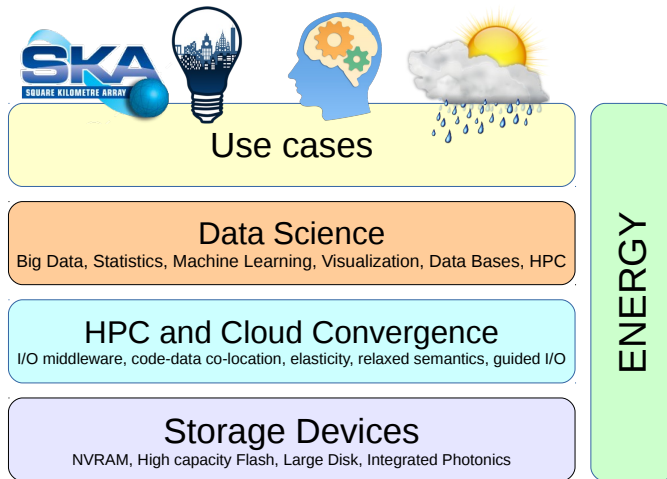 SKA
SQUARE KILOMETRE ARRAY
Use cases
Data Science
Big Data, Statistics, Machine Learning, Visualization, Data Bases, HPC
HPC and Cloud Convergence
I/O middleware, code-data co-location, elasticity, relaxed semantics, guided I/O
Storage Devices
NVRAM, High capacity Flash, Large Disk, Integrated Photonics
ENERGY